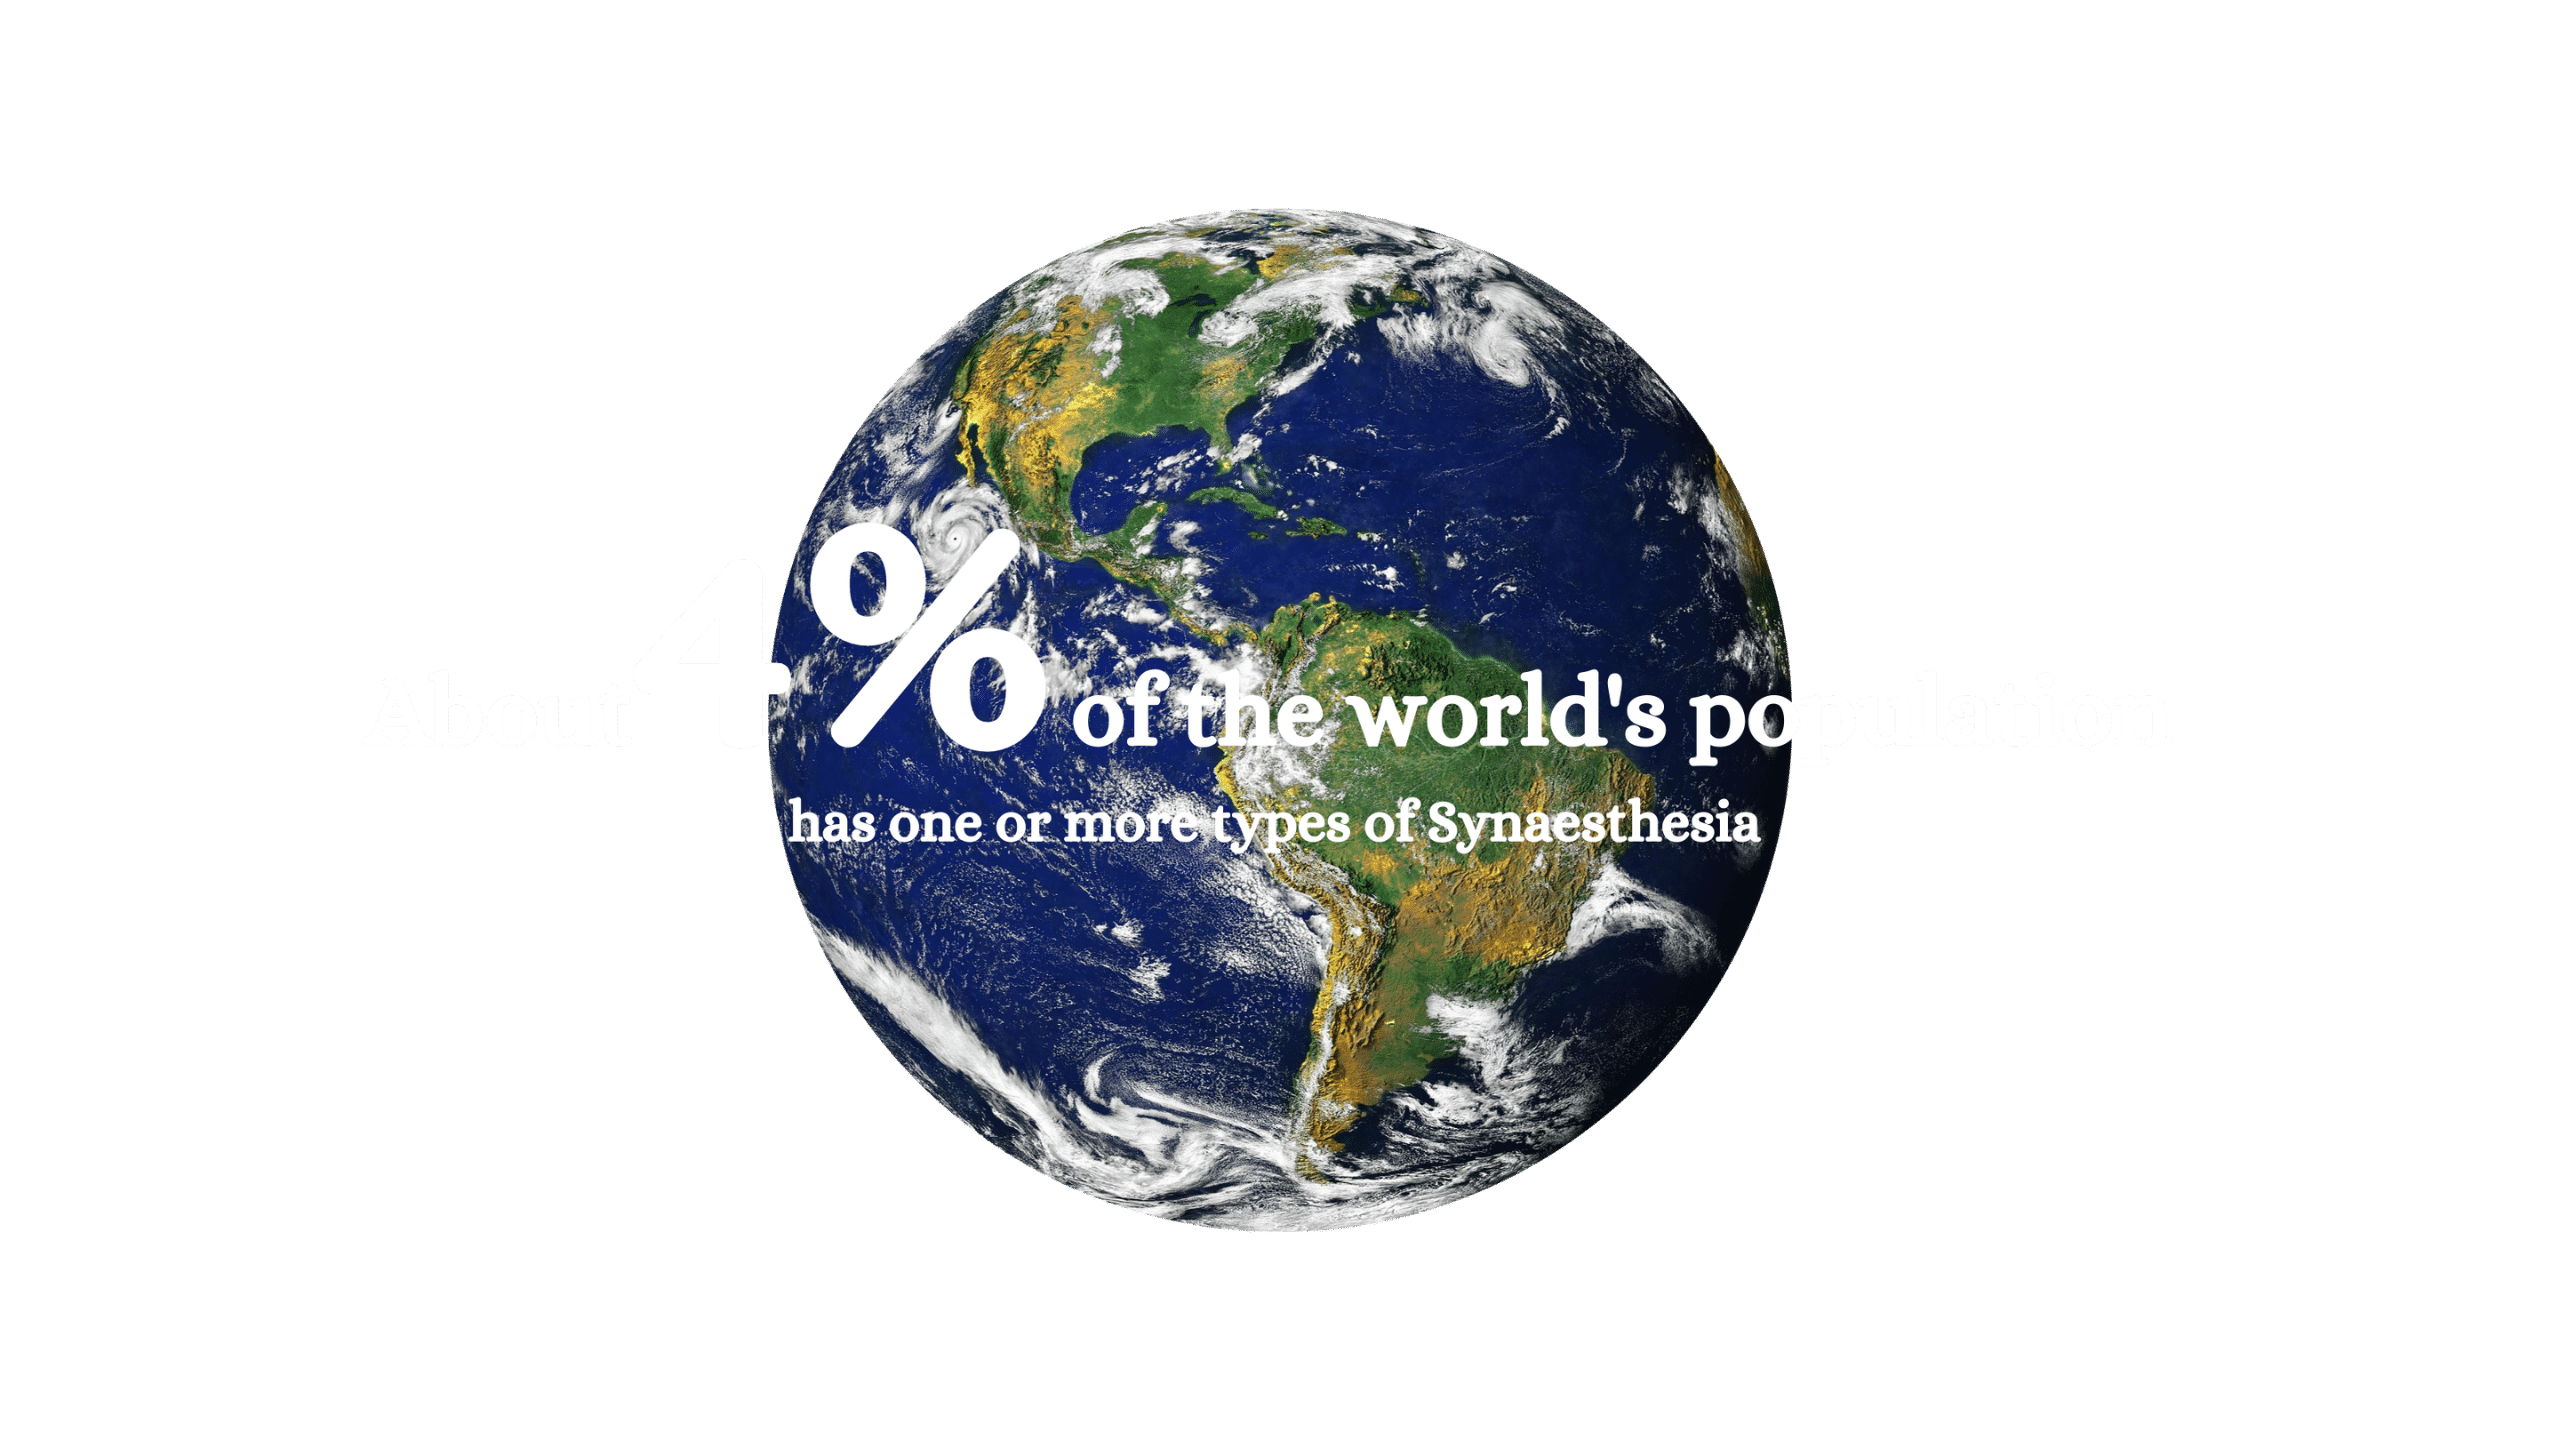 About 4% of the world's population
has one or more types of Synaesthesia